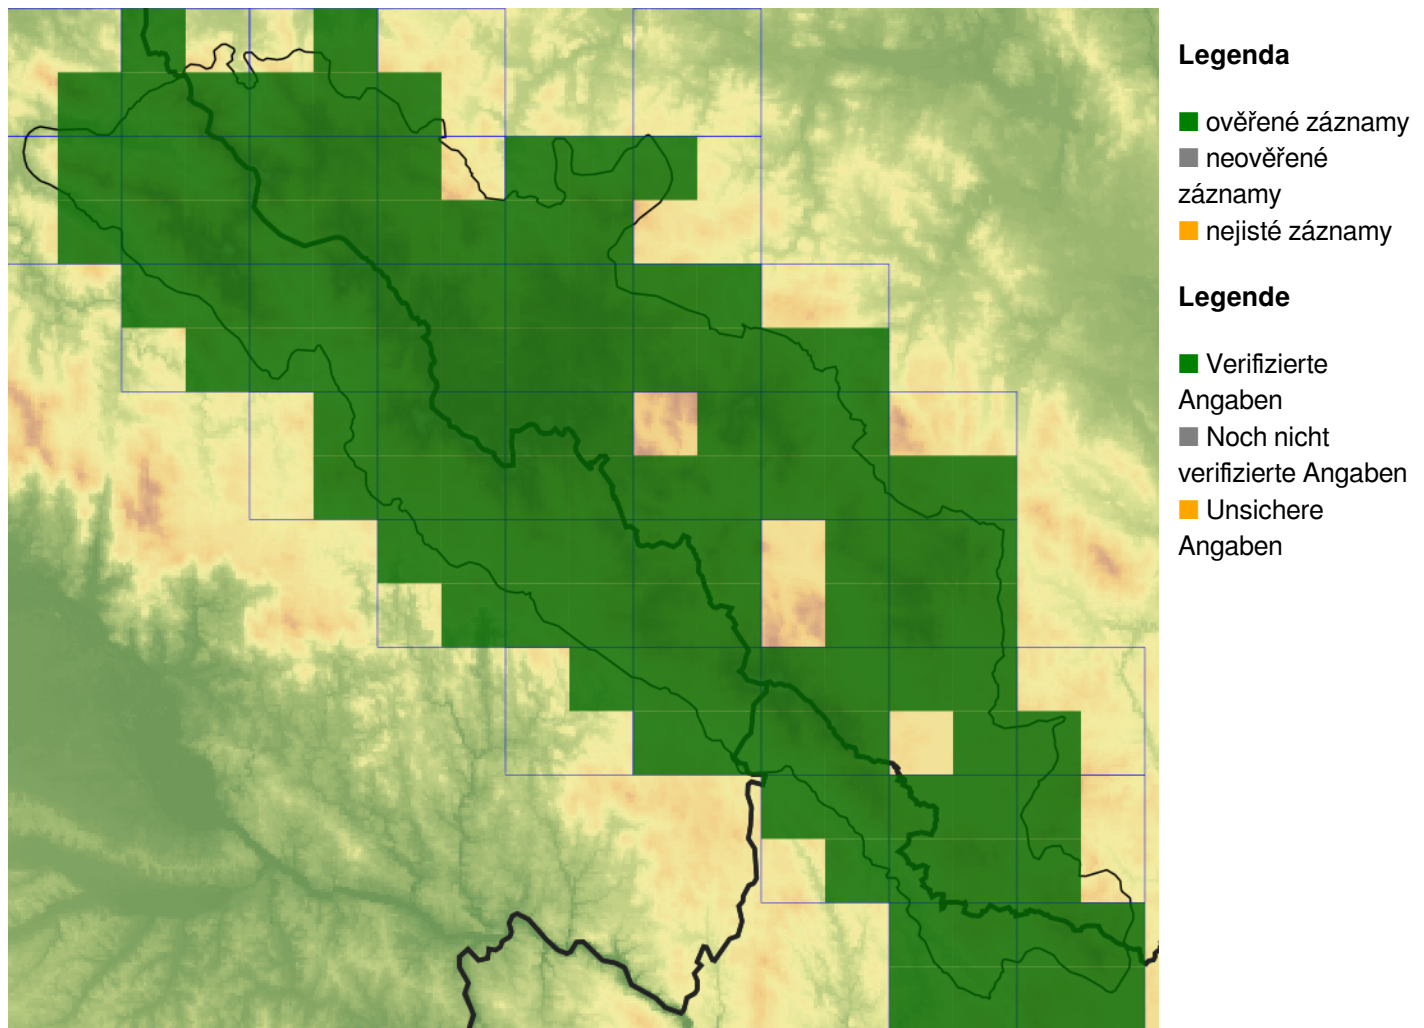 Legenda
ověřené záznamy
neověřené
záznamy
nejisté záznamy
Legende
Verifizierte
Angaben
Noch nicht
verifizierte Angaben
Unsichere
Angaben